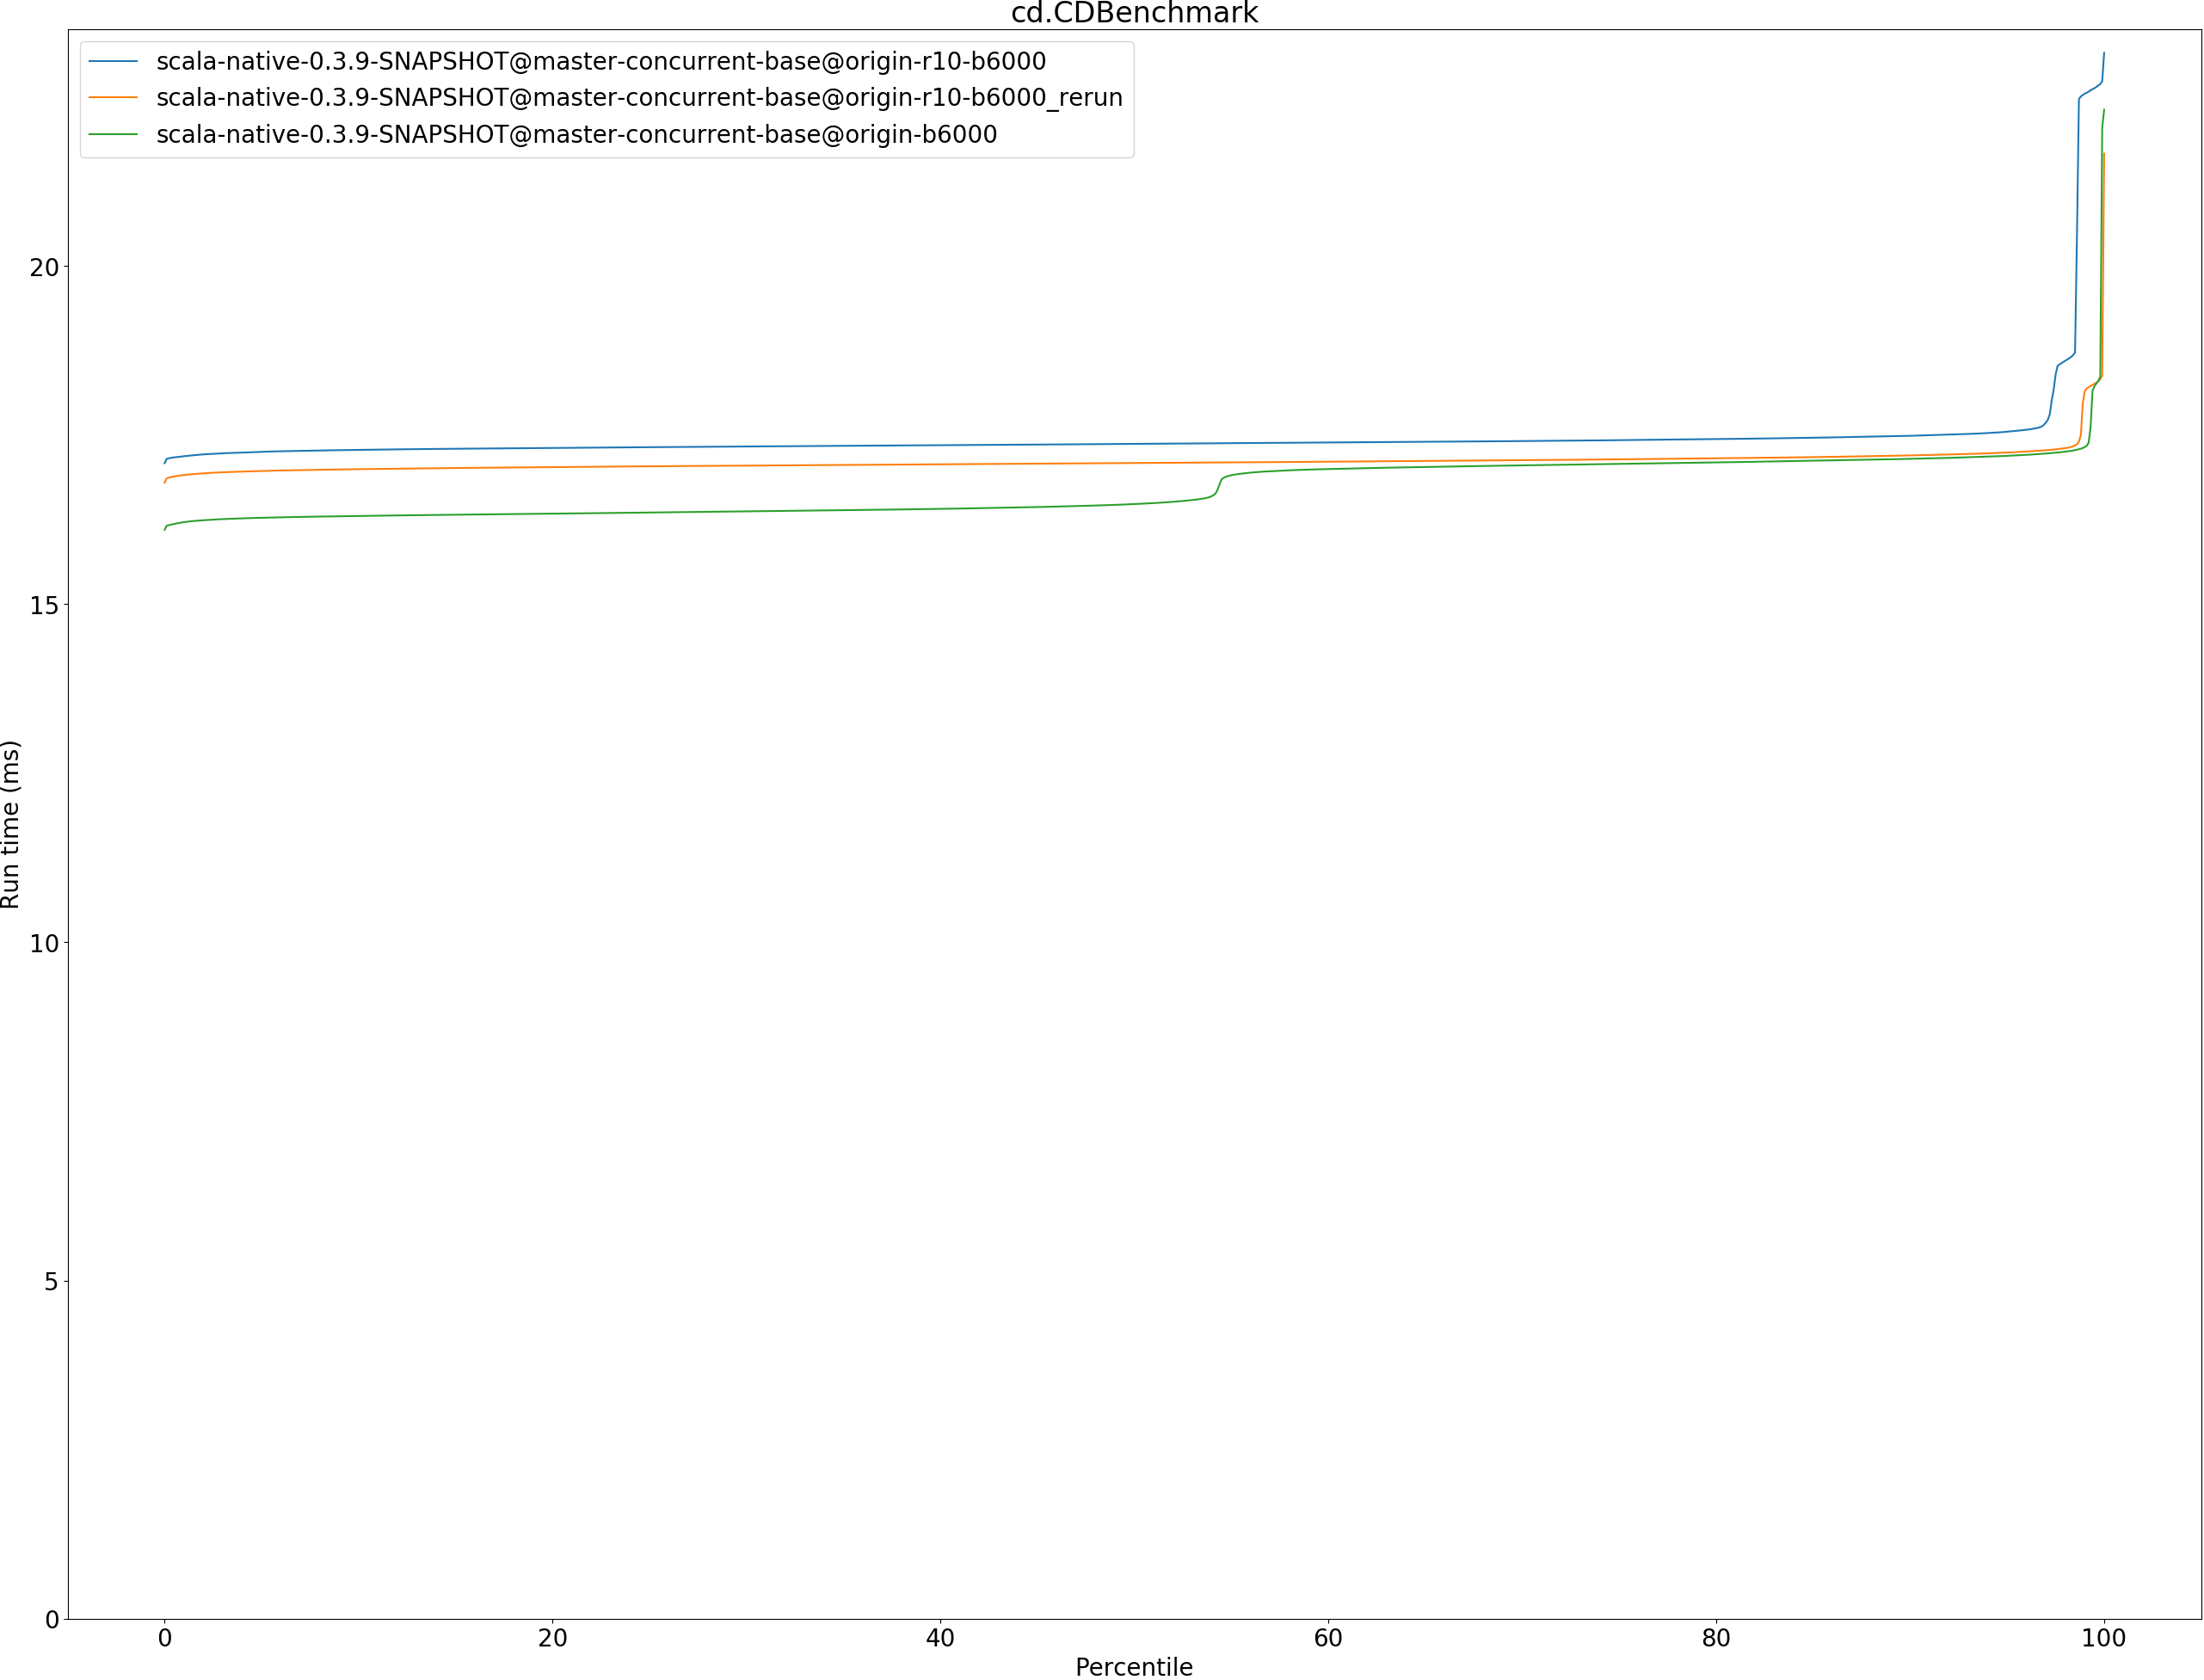 cd.CDBenchmark
scala-native-0.3.9-SNAPSHOT@master-concurrent-base@origin-r10-b6000
scala-native-0.3.9-SNAPSHOT@master-concurrent-base@origin-r10-b6000_rerun
scala-native-0.3.9-SNAPSHOT@master-concurrent-base@origin-b6000
20
15
10
5
0
Run time (ms)
0 20 40 60 80 100
Percentile